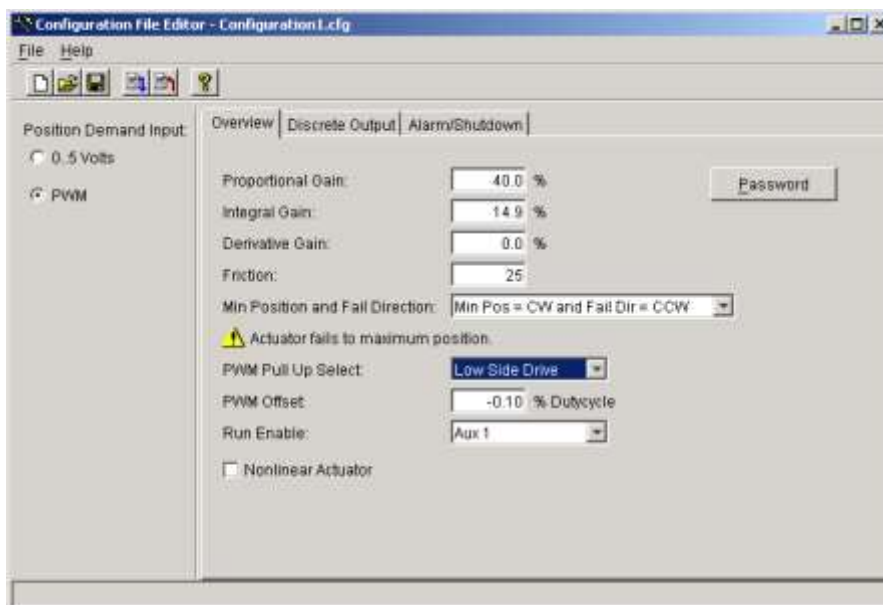 Configuration File Editor - Configuration1.cfg
File Help
Position Demand Input:
0..5 Volts
PWM
Overview Discrete Output Alarm/Shutdown
Proportional Gain: 40.0 %
Password
Integral Gain: 14.9 %
Derivative Gain: 0.0 %
Friction: 25
Min Position and Fail Direction: Min Pos = CW and Fail Dir = CCW
Actuator fails to maximum position.
PWM Pull Up Select: Low Side Drive
PWM Offset: -0.10 % Dutycycle
Run Enable: Aux 1
Nonlinear Actuator